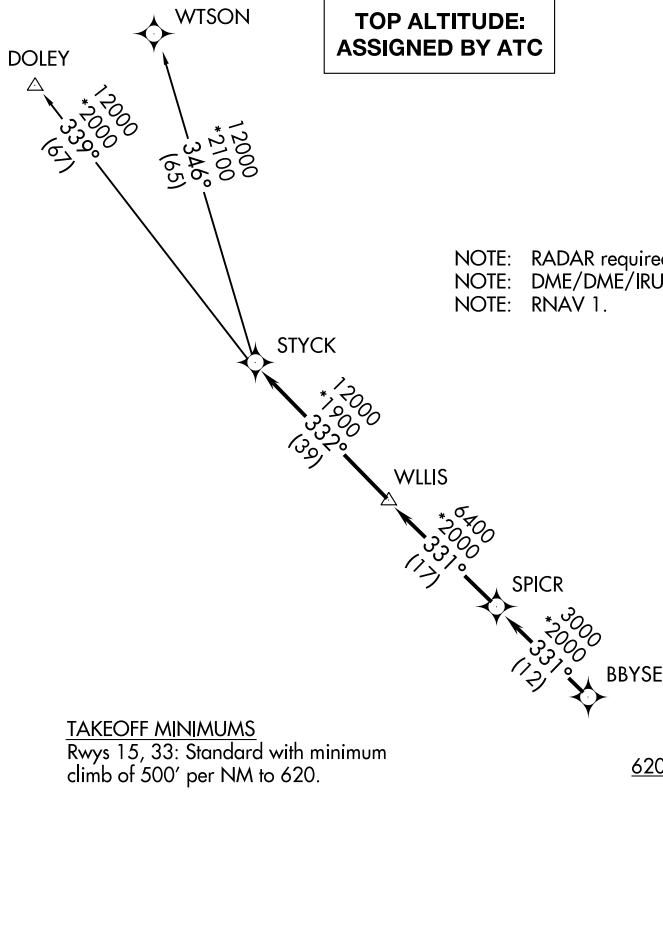 WTSON
TOP ALTITUDE:
ASSIGNED BY ATC
DOLEY
12000
*2000
339°
(67)
12000
*2100
346°
(65)
NOTE: RADAR require
NOTE: DME/DME/IRU
NOTE: RNAV 1.
STYCK
12000
*1900
332°
(39)
WLLIS
6400
*2000
331°
(17)
SPICR
3000
*2000
331°
(12)
BBYSE
TAKEOFF MINIMUMS
Rwys 15, 33: Standard with minimum
climb of 500' per NM to 620.
620